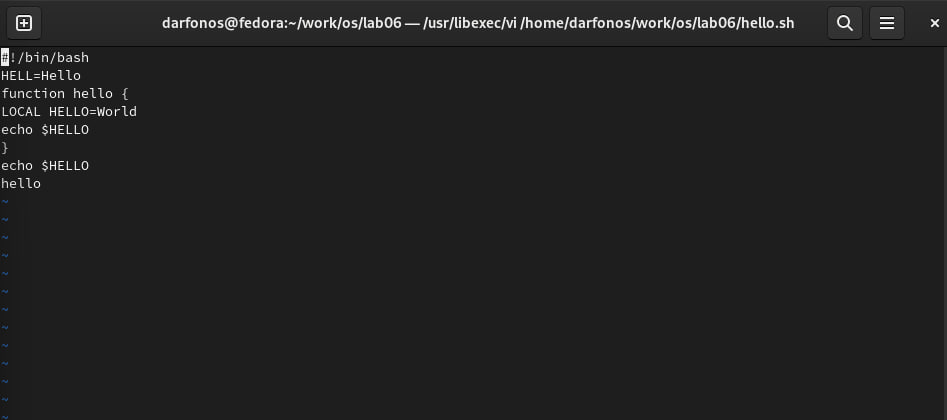 darfonos@fedora:~/work/os/lab06 — /usr/libexec/vi /home/darfonos/work/os/lab06/hello.sh
#!/bin/bash
HELL=Hello
function hello {
LOCAL HELLO=World
echo $HELLO
}
echo $HELLO
hello
~
~
~
~
~
~
~
~
~
~
~
~
~